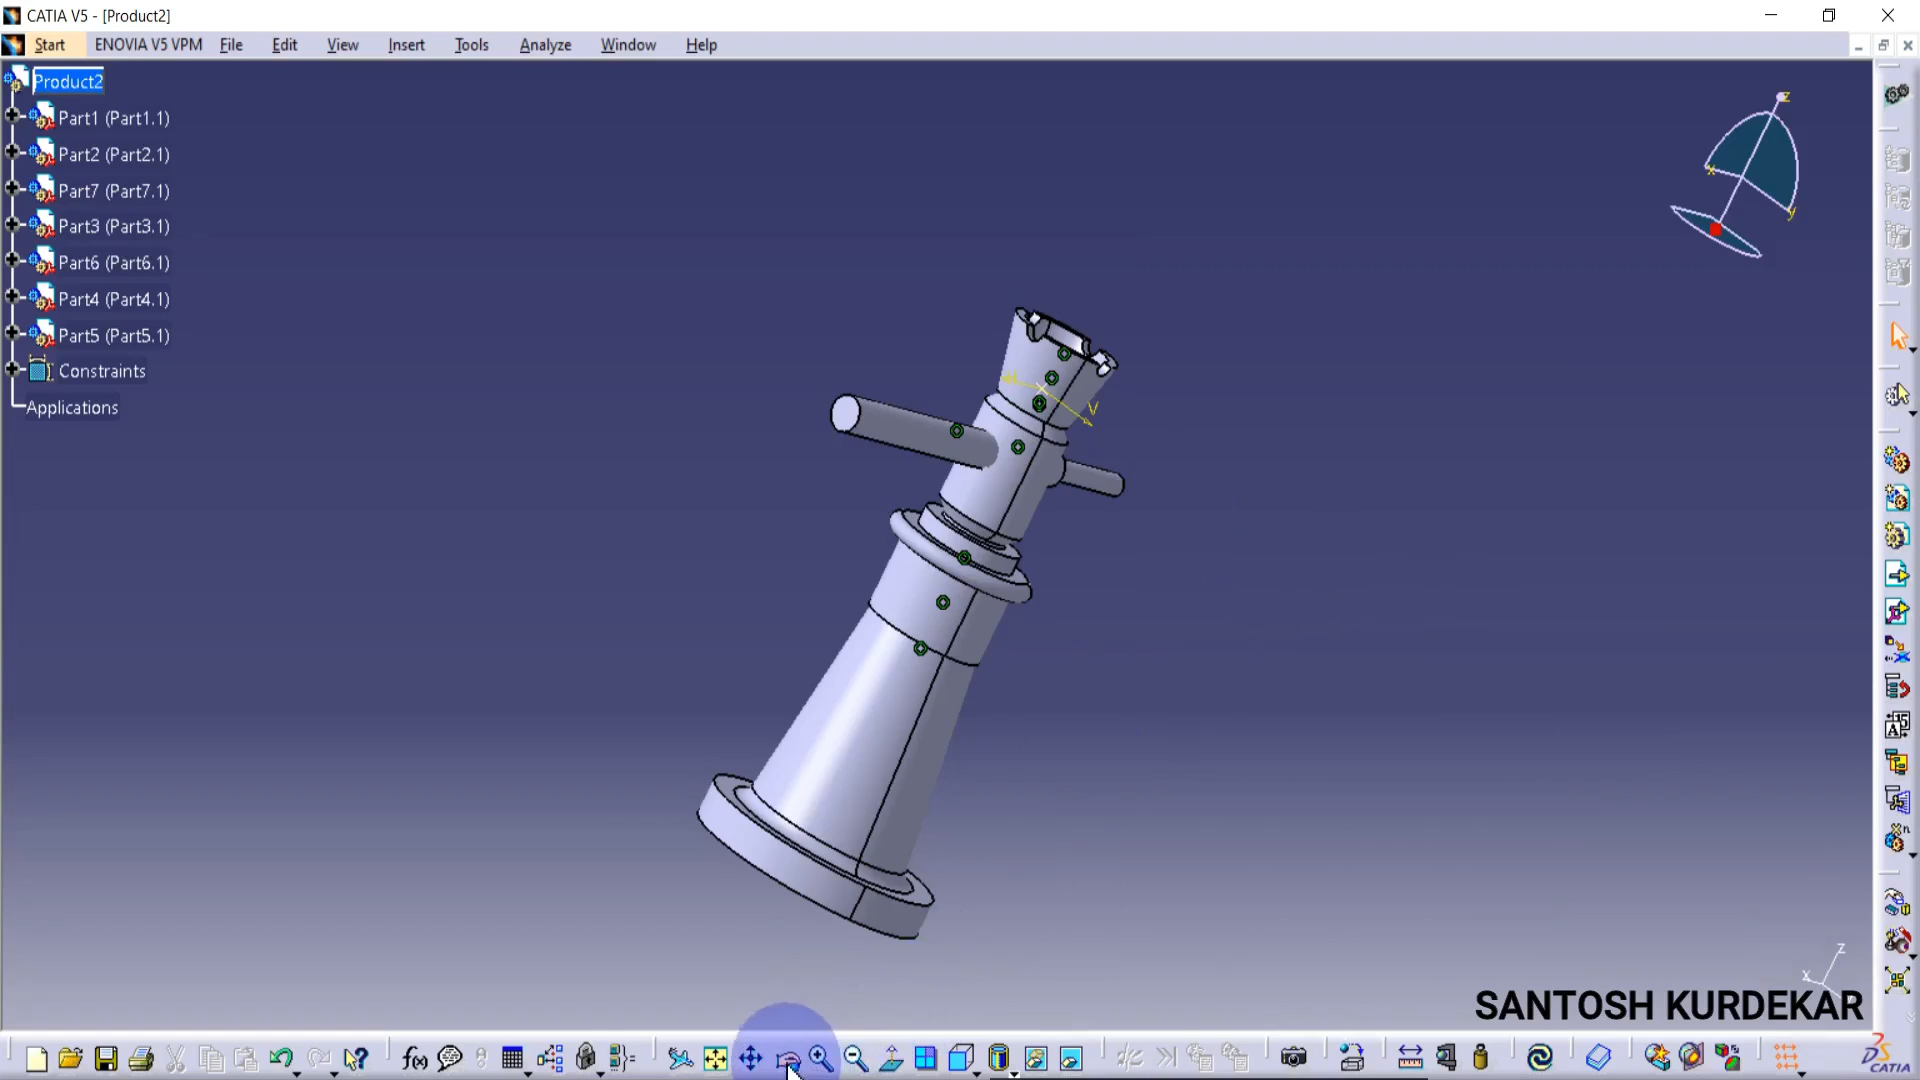 CATIA V5 - [Product2]
Start ENOVIA V5 VPM File Edit View Insert Tools Analyze Window Help
Product2
Part1 (Part1.1)
Part2 (Part2.1)
Part7 (Part7.1)
Part3 (Part3.1)
Part6 (Part6.1)
Part4 (Part4.1)
Part5 (Part5.1)
Constraints
Applications
z
x
y
V
z
x
SANTOSH KURDEKAR
f(x)
CATIA